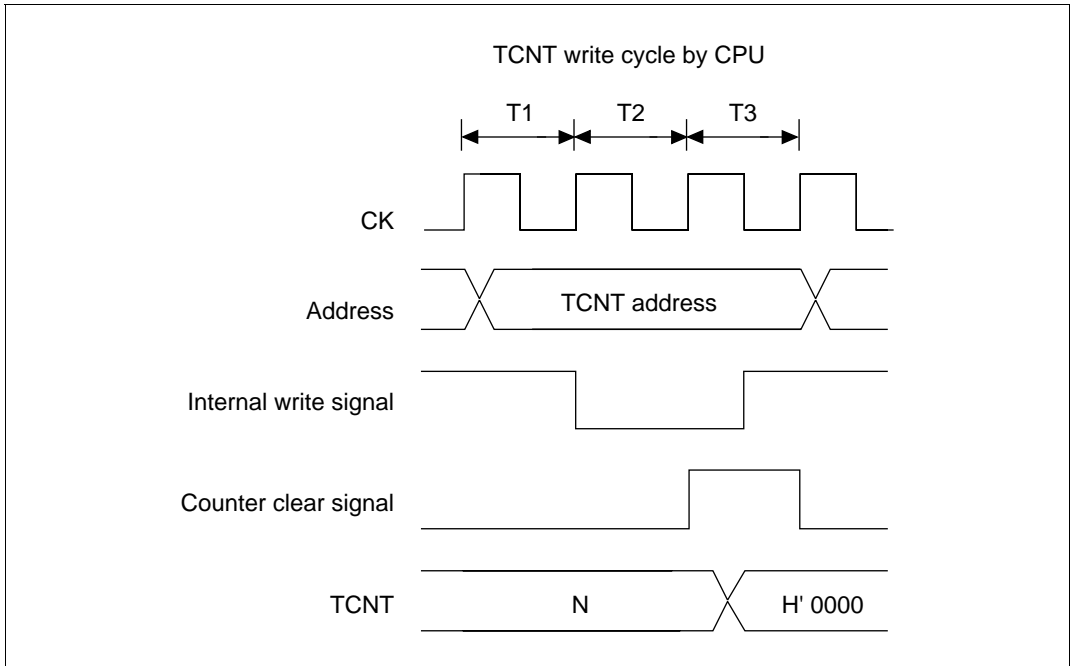 TCNT write cycle by CPU
T1 T2 T3
CK
Address TCNT address
Internal write signal
Counter clear signal
TCNT N H' 0000